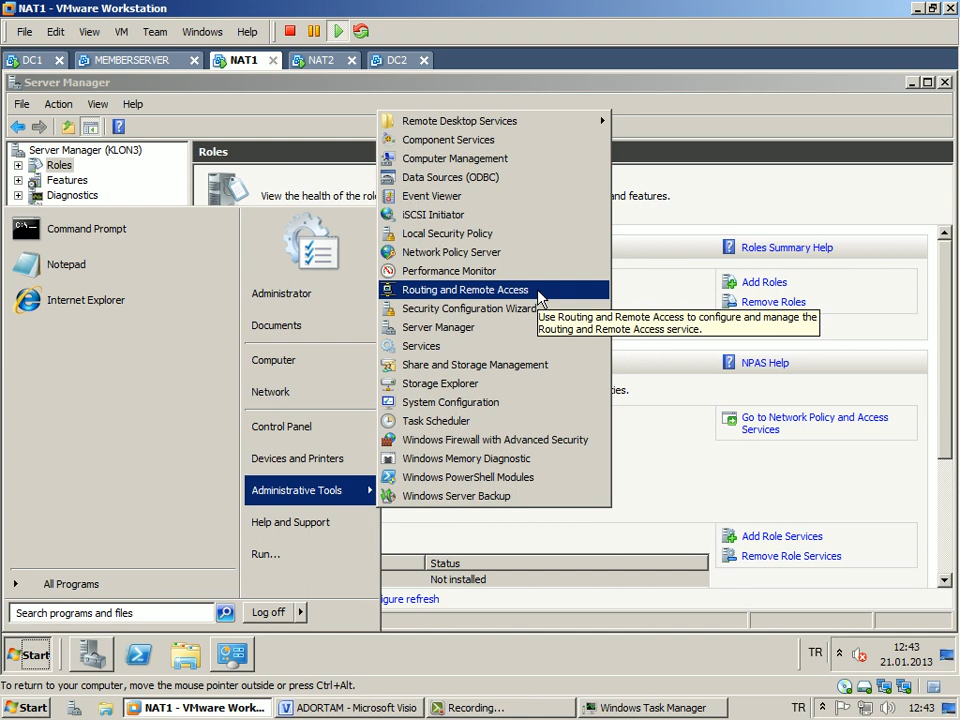 NAT1 - VMware Workstation
File Edit View VM Team Windows Help
DC1 MEMBERSERVER NAT1 NAT2 DC2
Server Manager
File Action View Help
Server Manager (KLON3)
Roles
Features
Diagnostics
Roles
View the health of the role
and features.
Roles Summary Help
Add Roles
Remove Roles
NPAS Help
ies.
Go to Network Policy and Access
Services
Add Role Services
Remove Role Services
Status
Not installed
igure refresh
Command Prompt
Notepad
Internet Explorer
All Programs
Search programs and files
Administrator
Documents
Computer
Network
Control Panel
Devices and Printers
Administrative Tools
Help and Support
Run...
Log off
Remote Desktop Services
Component Services
Computer Management
Data Sources (ODBC)
Event Viewer
iSCSI Initiator
Local Security Policy
Network Policy Server
Performance Monitor
Routing and Remote Access
Security Configuration Wizard
Server Manager
Services
Share and Storage Management
Storage Explorer
System Configuration
Task Scheduler
Windows Firewall with Advanced Security
Windows Memory Diagnostic
Windows PowerShell Modules
Windows Server Backup
Use Routing and Remote Access to configure and manage the
Routing and Remote Access service.
Start
TR
12:43
21.01.2013
To return to your computer, move the mouse pointer outside or press Ctrl+Alt.
Start
NAT1 - VMware Work...
ADORTAM - Microsoft Visio
Recording...
Windows Task Manager
TR
12:43